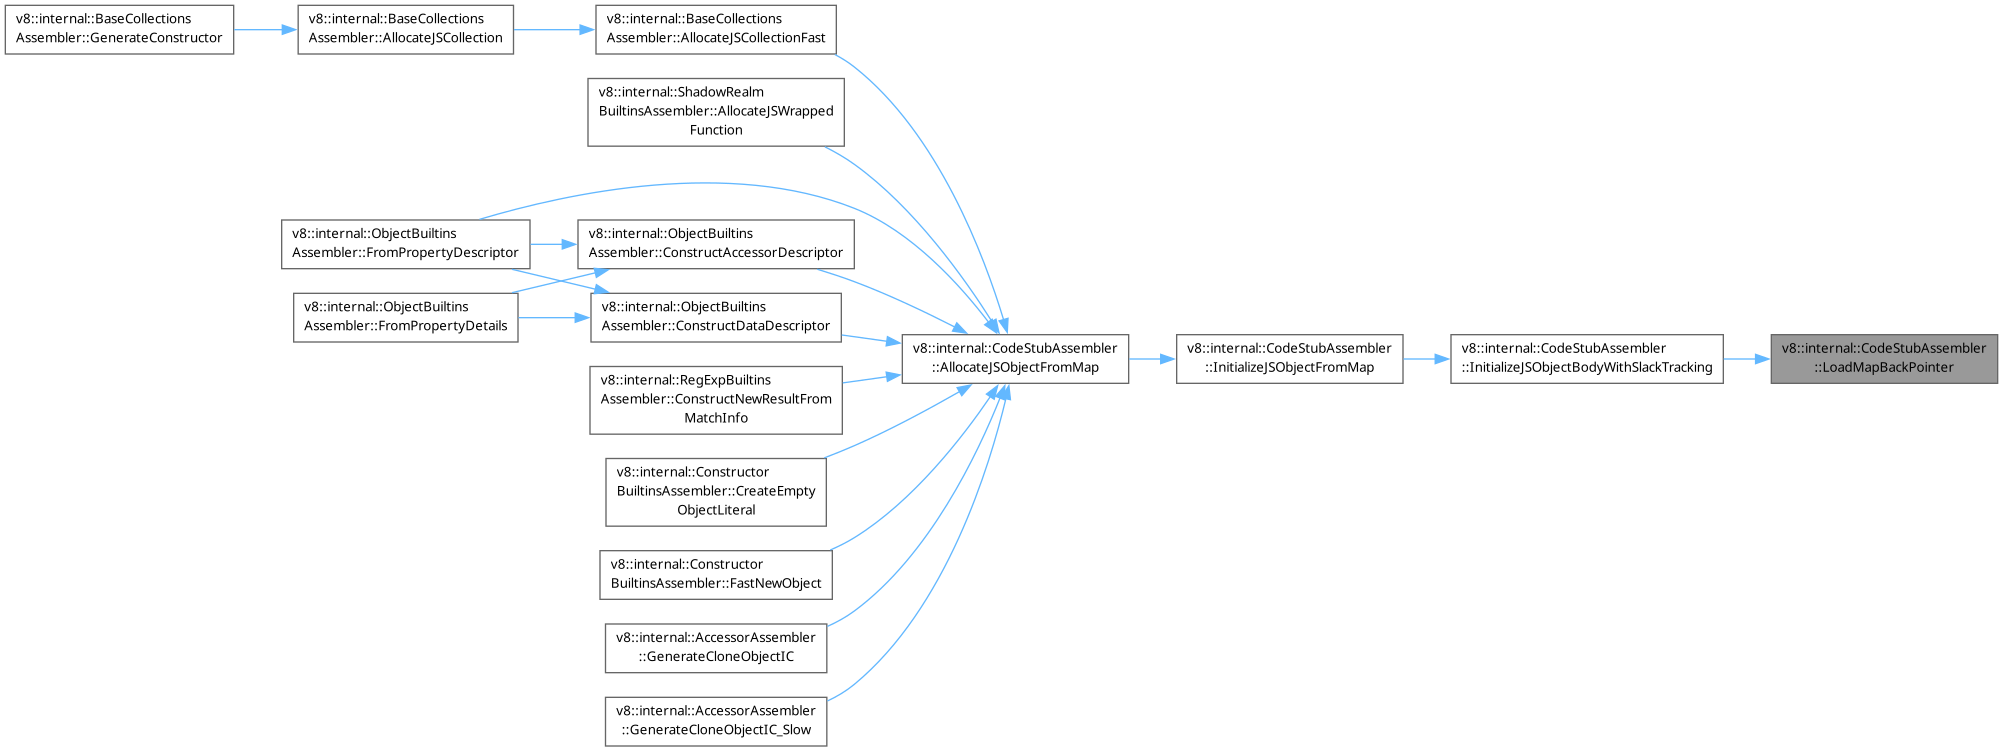 v8::internal::BaseCollections
Assembler::GenerateConstructor
v8::internal::BaseCollections
Assembler::AllocateJSCollection
v8::internal::BaseCollections
Assembler::AllocateJSCollectionFast
v8::internal::ShadowRealm
BuiltinsAssembler::AllocateJSWrapped
Function
v8::internal::ObjectBuiltins
Assembler::FromPropertyDescriptor
v8::internal::ObjectBuiltins
Assembler::ConstructAccessorDescriptor
v8::internal::ObjectBuiltins
Assembler::FromPropertyDetails
v8::internal::ObjectBuiltins
Assembler::ConstructDataDescriptor
v8::internal::CodeStubAssembler
::AllocateJSObjectFromMap
v8::internal::CodeStubAssembler
::InitializeJSObjectFromMap
v8::internal::CodeStubAssembler
::InitializeJSObjectBodyWithSlackTracking
v8::internal::CodeStubAssembler
::LoadMapBackPointer
v8::internal::RegExpBuiltins
Assembler::ConstructNewResultFrom
MatchInfo
v8::internal::Constructor
BuiltinsAssembler::CreateEmpty
ObjectLiteral
v8::internal::Constructor
BuiltinsAssembler::FastNewObject
v8::internal::AccessorAssembler
::GenerateCloneObjectIC
v8::internal::AccessorAssembler
::GenerateCloneObjectIC_Slow